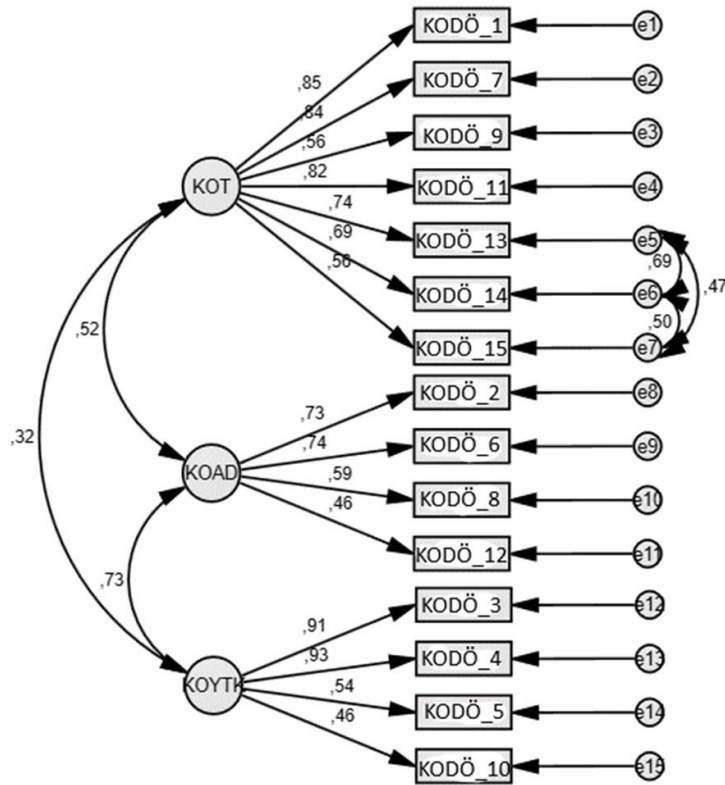 KODÖ_1
e1
,85
KODÖ_7
e2
,84
KODÖ_9
e3
,56
KOT
,82
KODÖ_11
e4
,74
KODÖ_13
e5
,69
,69
,47
KODÖ_14
e6
,56
,50
KODÖ_15
e7
,52
,32
KODÖ_2
e8
,73
KODÖ_6
e9
,74
KOAD
,59
KODÖ_8
e10
,46
KODÖ_12
e11
,73
KODÖ_3
e12
,91
KODÖ_4
e13
,93
KOYTK
,54
KODÖ_5
e14
,46
KODÖ_10
e15